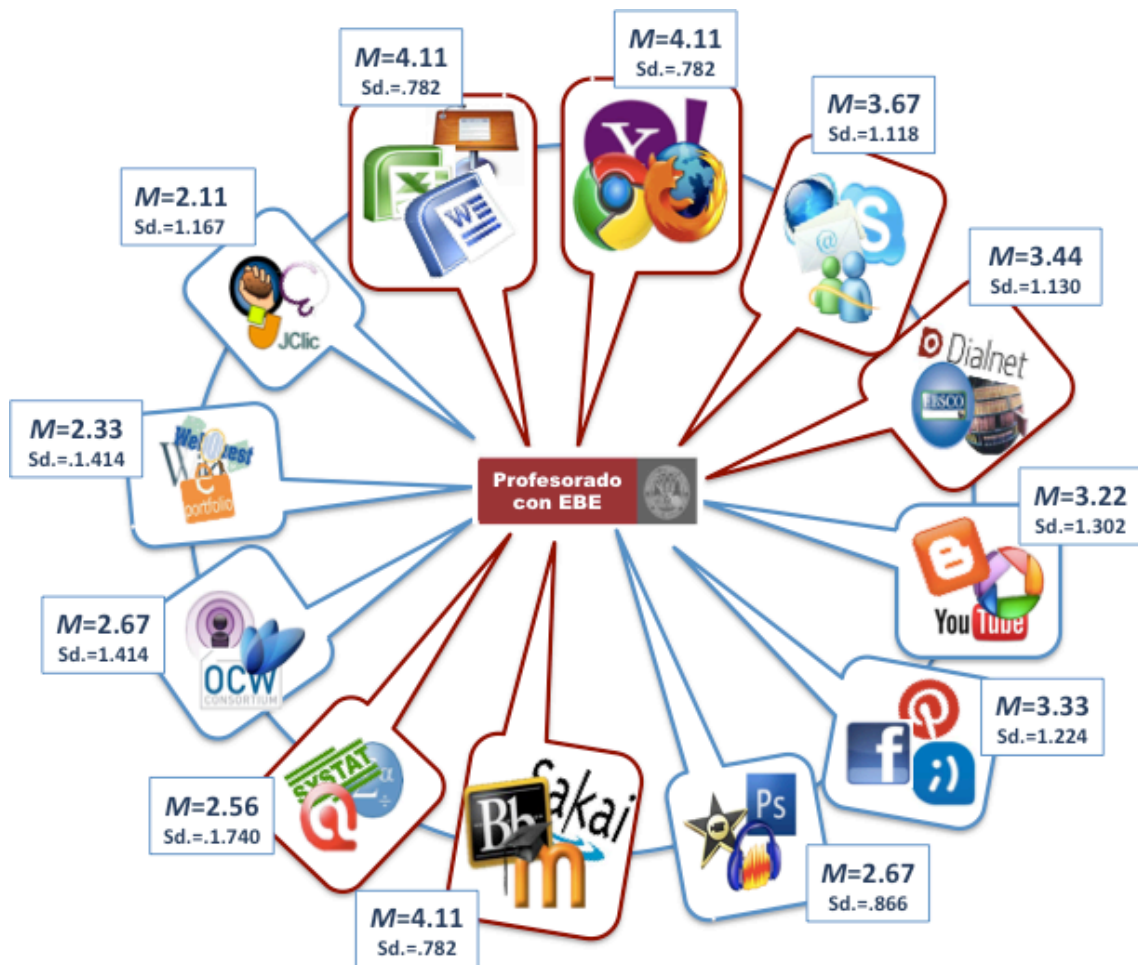 M=4.11
Sd.=.782
M=4.11
Sd.=.782
M=3.67
Sd.=1.118
M=3.44
Sd.=1.130
Dialnet
EBSCO
M=3.22
Sd.=1.302
You Tube
M=3.33
Sd.=1.224
f
;)
Ps
M=2.67
Sd.=.866
Sakai
Bb
m
M=4.11
Sd.=.782
SYSTAT
Σ α ÷
M=2.56
Sd.=.1.740
OCW
CONSORTIUM
M=2.67
Sd.=1.414
WebQuest
W
e
portfolio
M=2.33
Sd.=.1.414
JClic
M=2.11
Sd.=1.167
X
W
Y!
@
S
Profesorado
con EBE